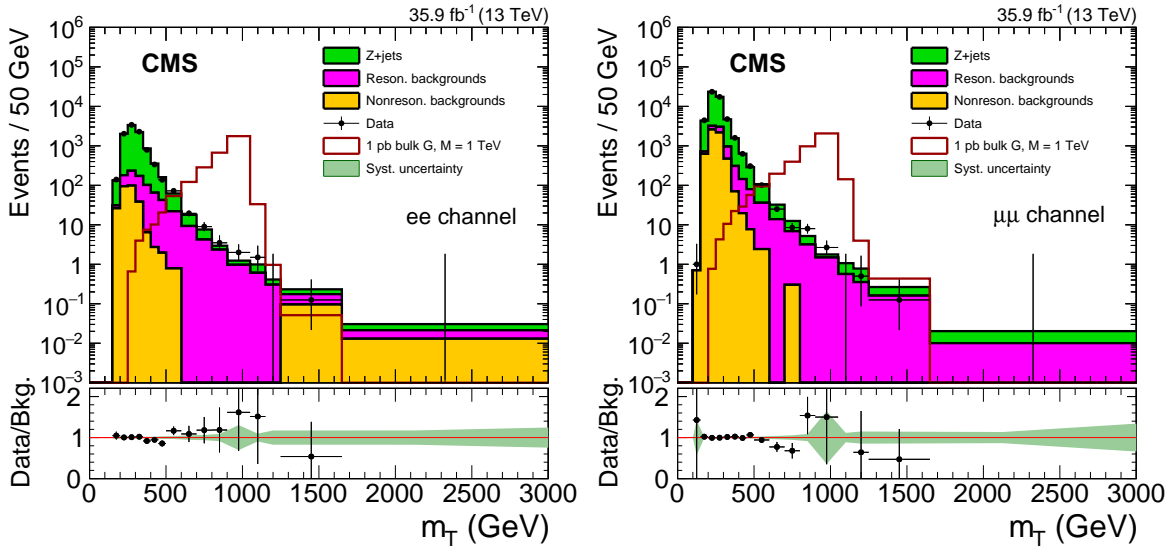 35.9 fb⁻¹ (13 TeV)
Events / 50 GeV
10⁶
10⁵
10⁴
10³
10²
10
1
10⁻¹
10⁻²
10⁻³
CMS
Z+jets
Reson. backgrounds
Nonreson. backgrounds
Data
1 pb bulk G, M = 1 TeV
Syst. uncertainty
ee channel
Data/Bkg.
2
1
0
0 500 1000 1500 2000 2500 3000
m_T (GeV)
35.9 fb⁻¹ (13 TeV)
Events / 50 GeV
10⁶
10⁵
10⁴
10³
10²
10
1
10⁻¹
10⁻²
10⁻³
CMS
Z+jets
Reson. backgrounds
Nonreson. backgrounds
Data
1 pb bulk G, M = 1 TeV
Syst. uncertainty
μμ channel
Data/Bkg.
2
1
0
0 500 1000 1500 2000 2500 3000
m_T (GeV)